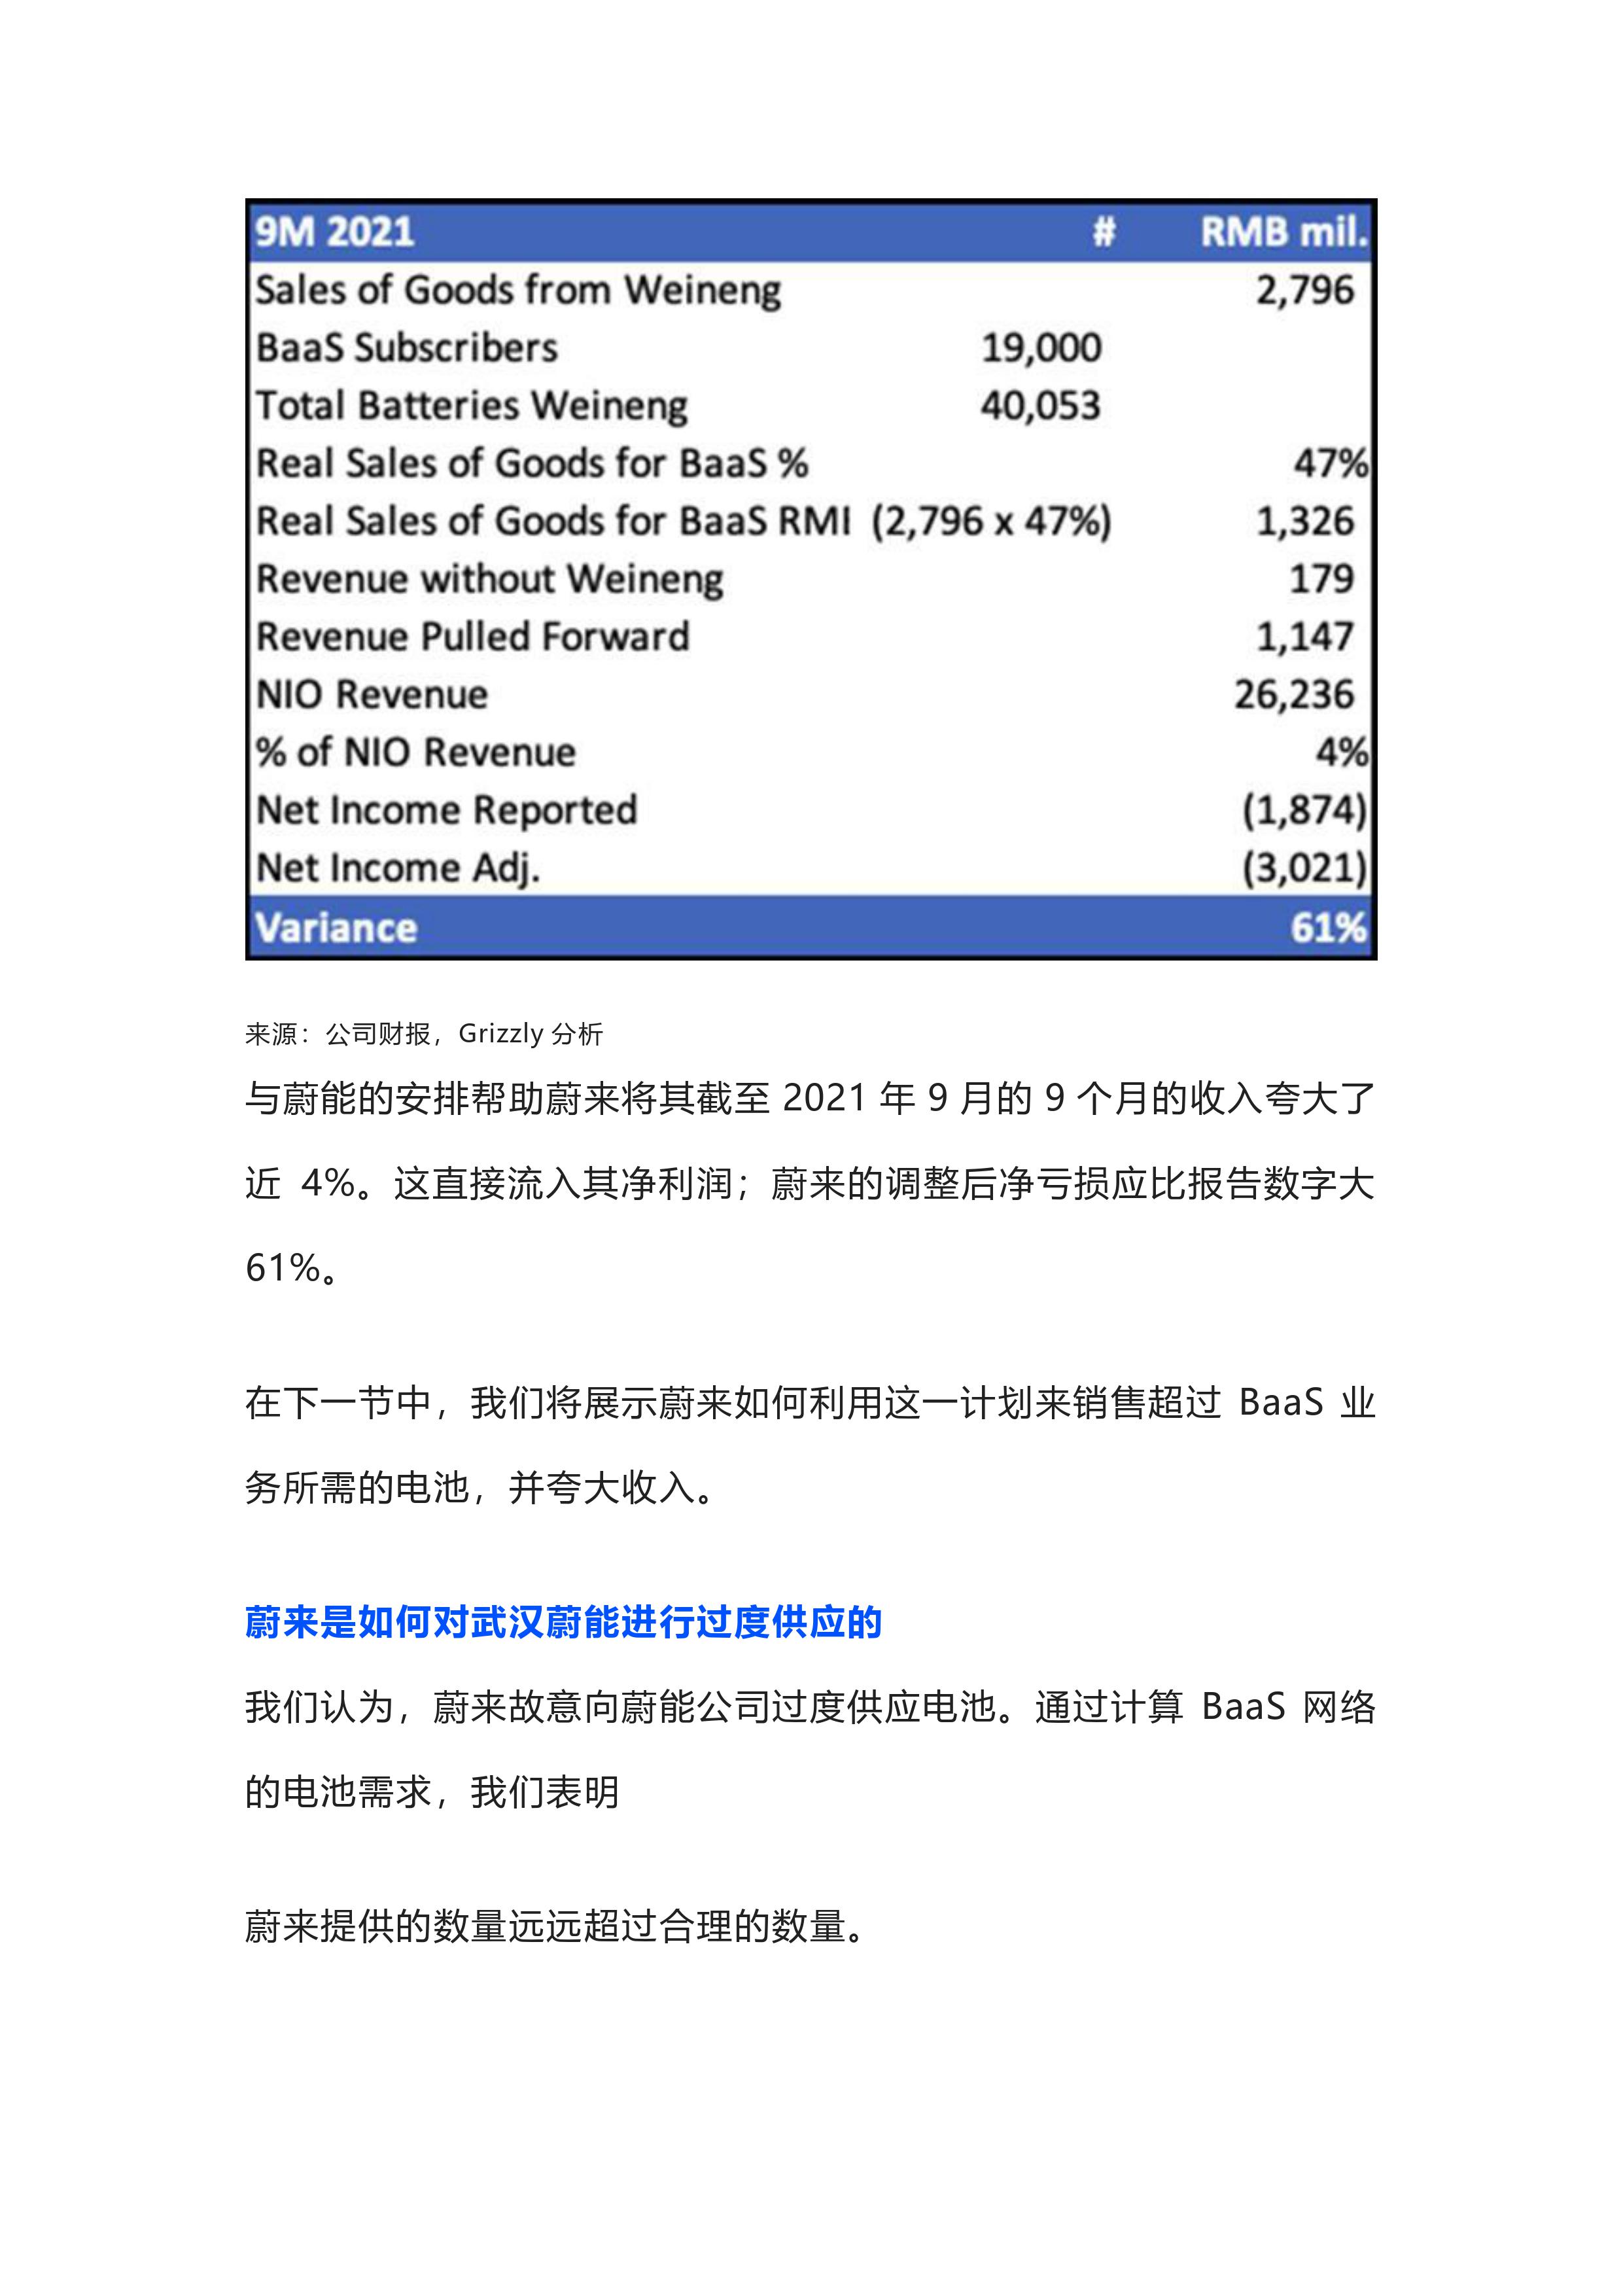 9M 2021 # RMB mil.
Sales of Goods from Weineng 2,796
BaaS Subscribers 19,000
Total Batteries Weineng 40,053
Real Sales of Goods for BaaS % 47%
Real Sales of Goods for BaaS RMI (2,796 x 47%) 1,326
Revenue without Weineng 179
Revenue Pulled Forward 1,147
NIO Revenue 26,236
% of NIO Revenue 4%
Net Income Reported (1,874)
Net Income Adj. (3,021)
Variance 61%
来源：公司财报，Grizzly 分析
与蔚能的安排帮助蔚来将其截至 2021 年 9 月的 9 个月的收入夸大了
近 4%。这直接流入其净利润；蔚来的调整后净亏损应比报告数字大
61%。
在下一节中，我们将展示蔚来如何利用这一计划来销售超过 BaaS 业
务所需的电池，并夸大收入。
蔚来是如何对武汉蔚能进行过度供应的
我们认为，蔚来故意向蔚能公司过度供应电池。通过计算 BaaS 网络
的电池需求，我们表明
蔚来提供的数量远远超过合理的数量。